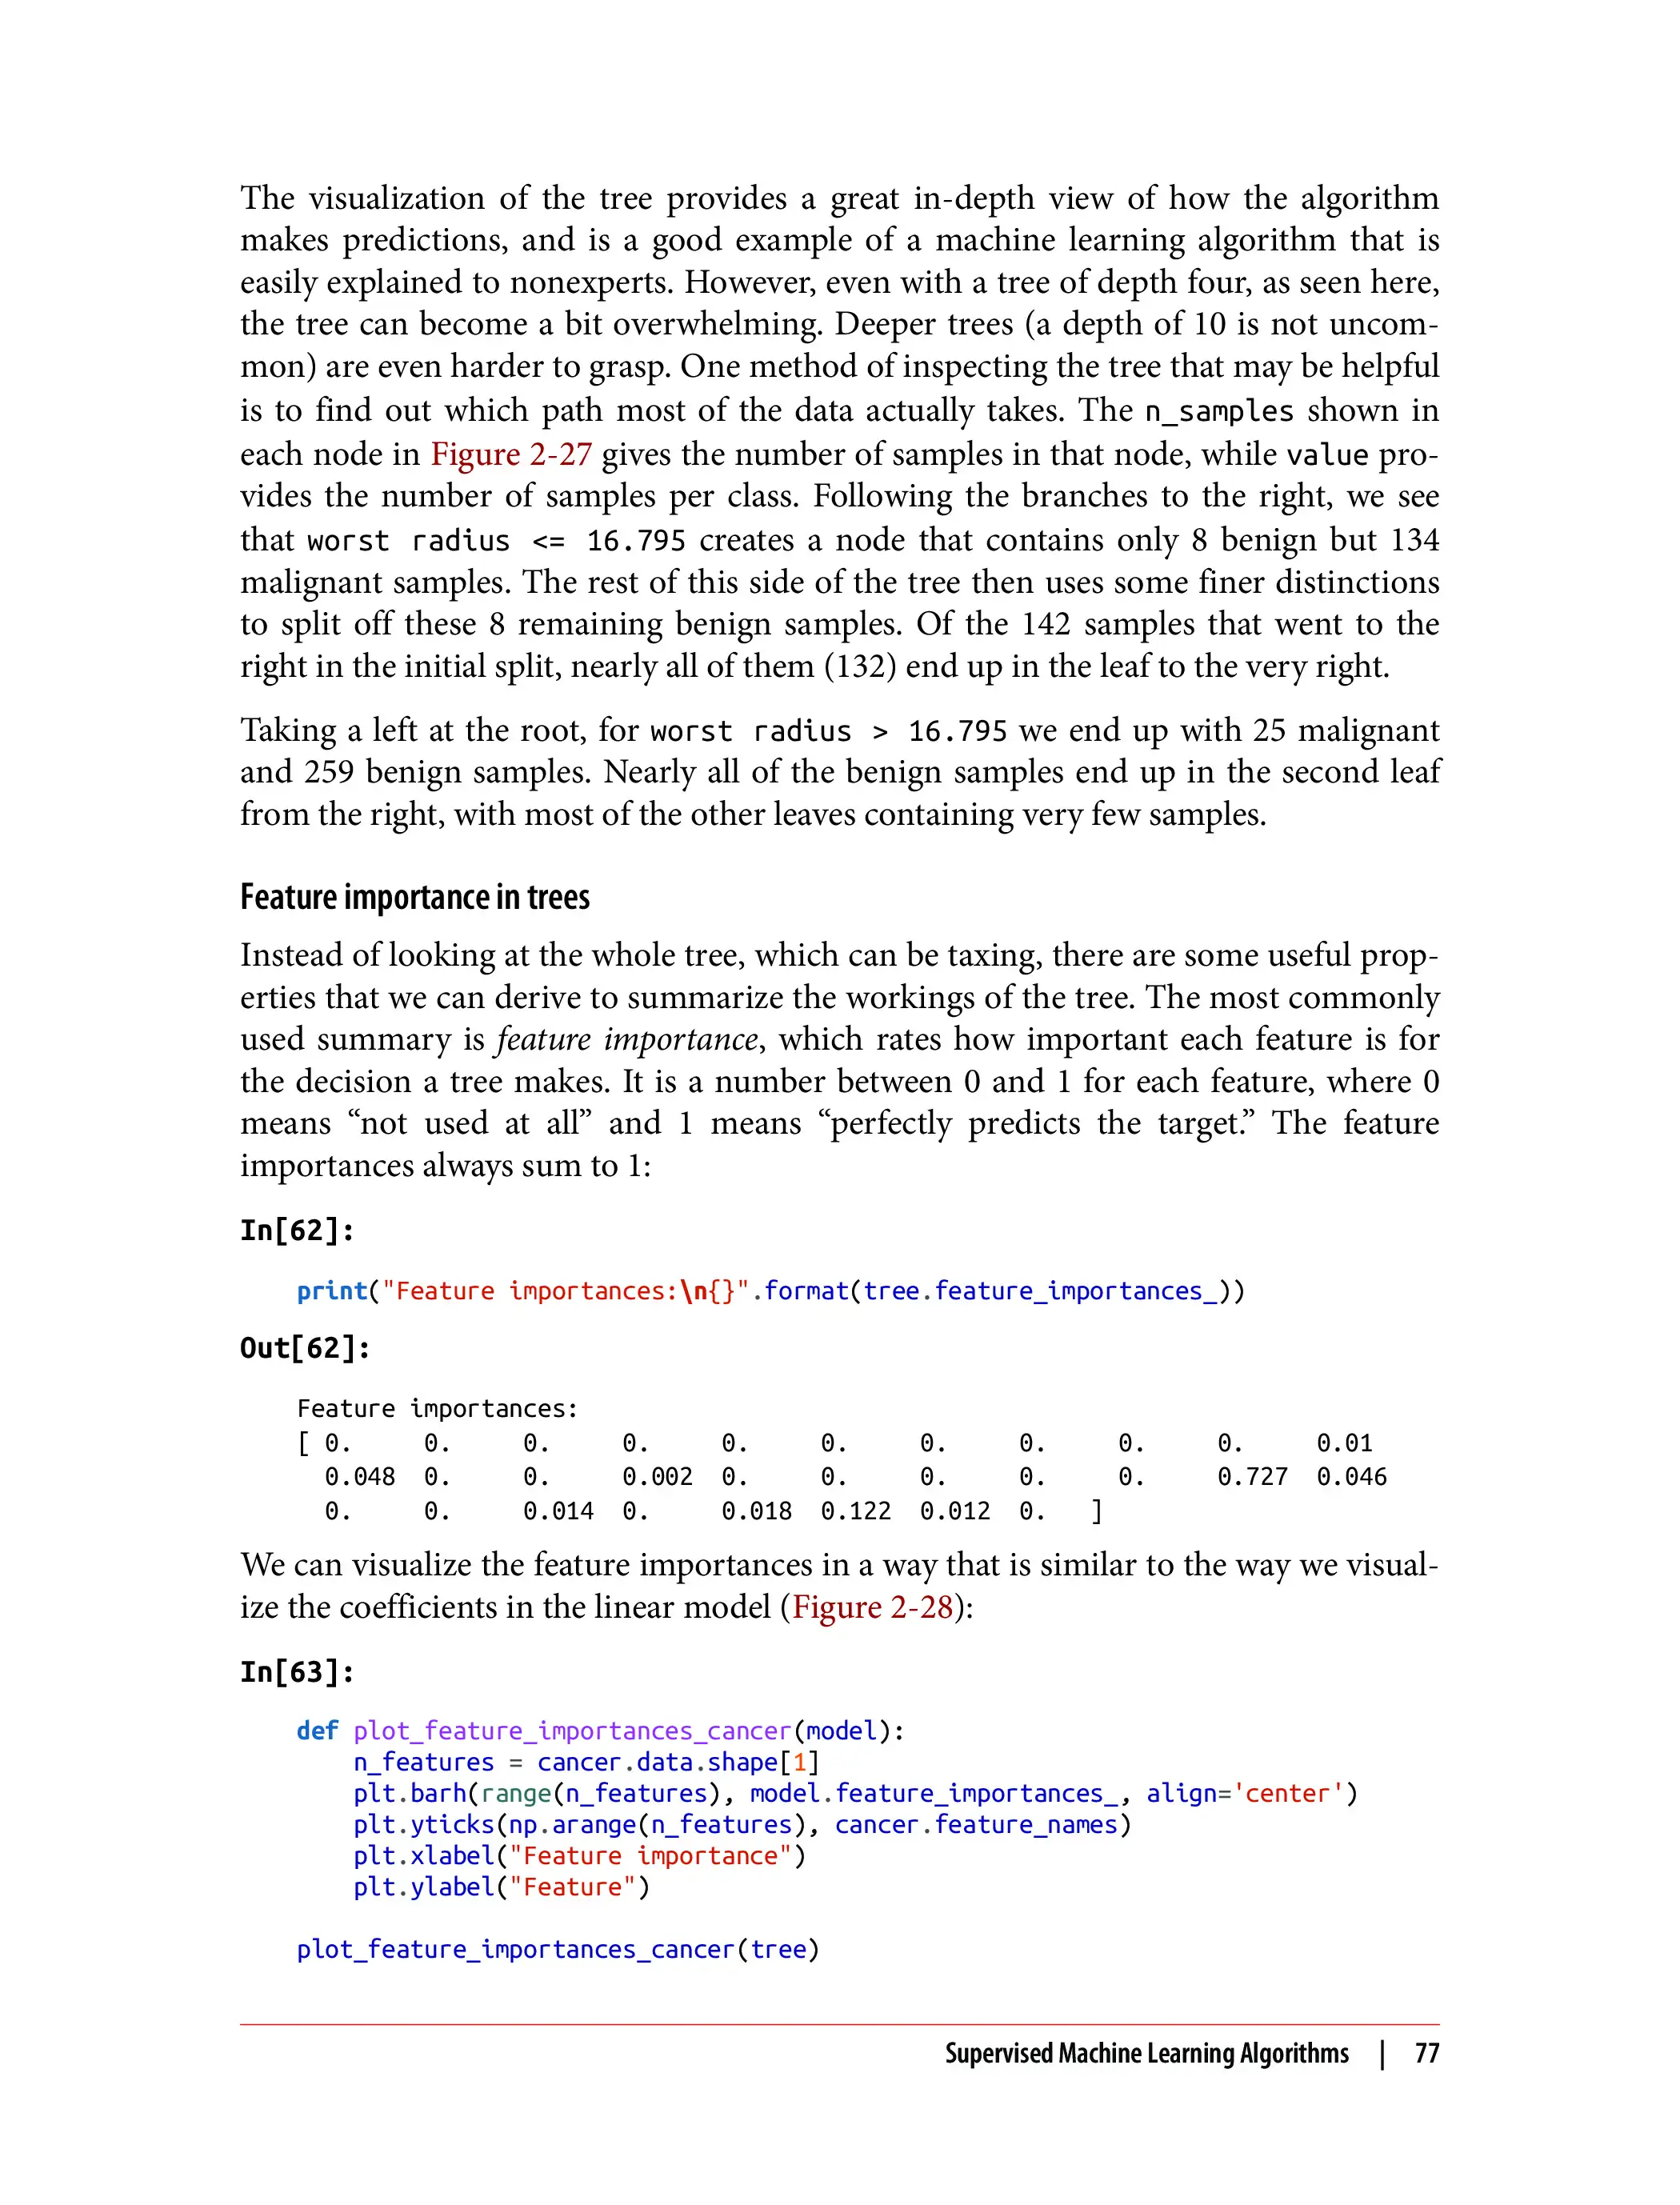 The visualization of the tree provides a great in-depth view of how the algorithm
makes predictions, and is a good example of a machine learning algorithm that is
easily explained to nonexperts. However, even with a tree of depth four, as seen here,
the tree can become a bit overwhelming. Deeper trees (a depth of 10 is not uncom-
mon) are even harder to grasp. One method of inspecting the tree that may be helpful
is to find out which path most of the data actually takes. The n_samples shown in
each node in Figure 2-27 gives the number of samples in that node, while value pro-
vides the number of samples per class. Following the branches to the right, we see
that worst radius <= 16.795 creates a node that contains only 8 benign but 134
malignant samples. The rest of this side of the tree then uses some finer distinctions
to split off these 8 remaining benign samples. Of the 142 samples that went to the
right in the initial split, nearly all of them (132) end up in the leaf to the very right.
Taking a left at the root, for worst radius > 16.795 we end up with 25 malignant
and 259 benign samples. Nearly all of the benign samples end up in the second leaf
from the right, with most of the other leaves containing very few samples.
Feature importance in trees
Instead of looking at the whole tree, which can be taxing, there are some useful prop-
erties that we can derive to summarize the workings of the tree. The most commonly
used summary is feature importance, which rates how important each feature is for
the decision a tree makes. It is a number between 0 and 1 for each feature, where 0
means “not used at all” and 1 means “perfectly predicts the target.” The feature
importances always sum to 1:
In[62]:
print("Feature importances:\n{}".format(tree.feature_importances_))
Out[62]:
Feature importances:
[ 0.     0.     0.     0.     0.     0.     0.     0.     0.     0.     0.01
  0.048  0.     0.     0.002  0.     0.     0.     0.     0.     0.727  0.046
  0.     0.     0.014  0.     0.018  0.122  0.012  0.   ]
We can visualize the feature importances in a way that is similar to the way we visual-
ize the coefficients in the linear model (Figure 2-28):
In[63]:
def plot_feature_importances_cancer(model):
    n_features = cancer.data.shape[1]
    plt.barh(range(n_features), model.feature_importances_, align='center')
    plt.yticks(np.arange(n_features), cancer.feature_names)
    plt.xlabel("Feature importance")
    plt.ylabel("Feature")
plot_feature_importances_cancer(tree)
Supervised Machine Learning Algorithms | 77